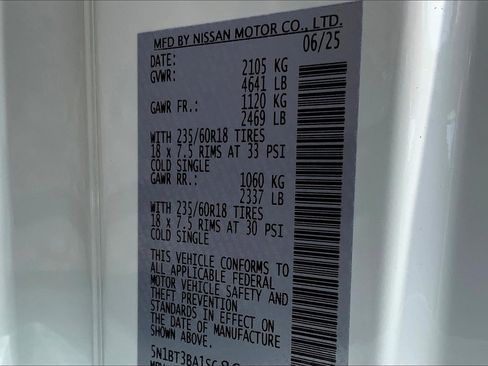 MFD BY NISSAN MOTOR CO., LTD.
DATE: 06/25
GVWR: 2105 KG
4641 LB
GAWR FR.: 1120 KG
2469 LB
WITH 235/60R18 TIRES
18 x 7.5 RIMS AT 33 PSI
COLD SINGLE
GAWR RR.: 1060 KG
2337 LB
WITH 235/60R18 TIRES
18 x 7.5 RIMS AT 30 PSI
COLD SINGLE
THIS VEHICLE CONFORMS TO
ALL APPLICABLE FEDERAL
MOTOR VEHICLE SAFETY AND
THEFT PREVENTION
STANDARDS IN EFFECT ON
THE DATE OF MANUFACTURE
SHOWN ABOVE.